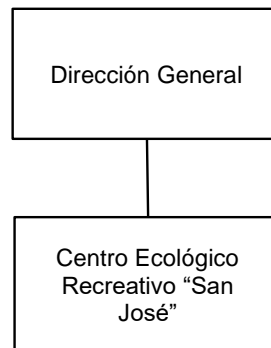 Dirección General
Centro Ecológico
Recreativo “San
José”